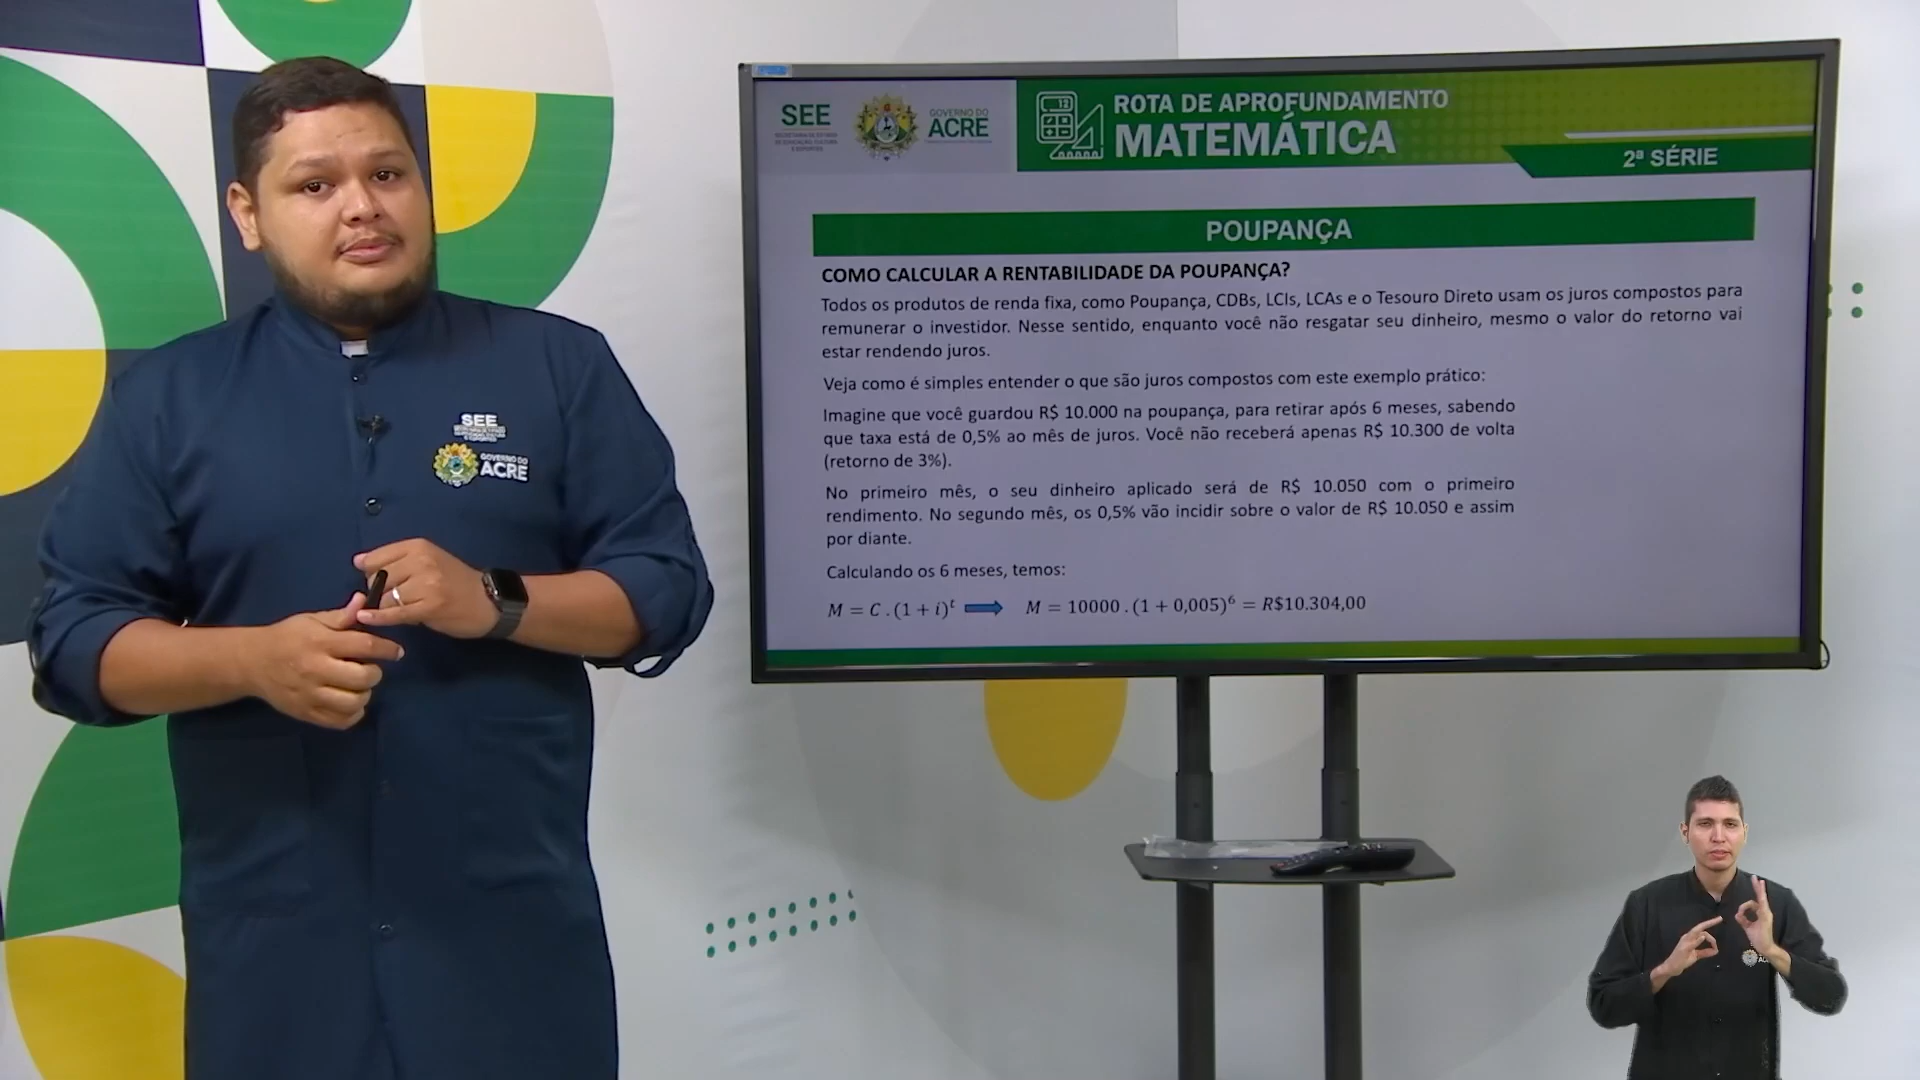 SEE
GOVERNO DO
ACRE
ROTA DE APROFUNDAMENTO
MATEMÁTICA
2ª SÉRIE
POUPANÇA
COMO CALCULAR A RENTABILIDADE DA POUPANÇA?
Todos os produtos de renda fixa, como Poupança, CDBs, LCIs, LCAs e o Tesouro Direto usam os juros compostos para
remunerar o investidor. Nesse sentido, enquanto você não resgatar seu dinheiro, mesmo o valor do retorno vai
estar rendendo juros.
Veja como é simples entender o que são juros compostos com este exemplo prático:
Imagine que você guardou R$ 10.000 na poupança, para retirar após 6 meses, sabendo
que taxa está de 0,5% ao mês de juros. Você não receberá apenas R$ 10.300 de volta
(retorno de 3%).
No primeiro mês, o seu dinheiro aplicado será de R$ 10.050 com o primeiro
rendimento. No segundo mês, os 0,5% vão incidir sobre o valor de R$ 10.050 e assim
por diante.
Calculando os 6 meses, temos:
M = C . (1 + i)^t M = 10000 . (1 + 0,005)^6 = R$10.304,00
SEE
GOVERNO DO
ACRE